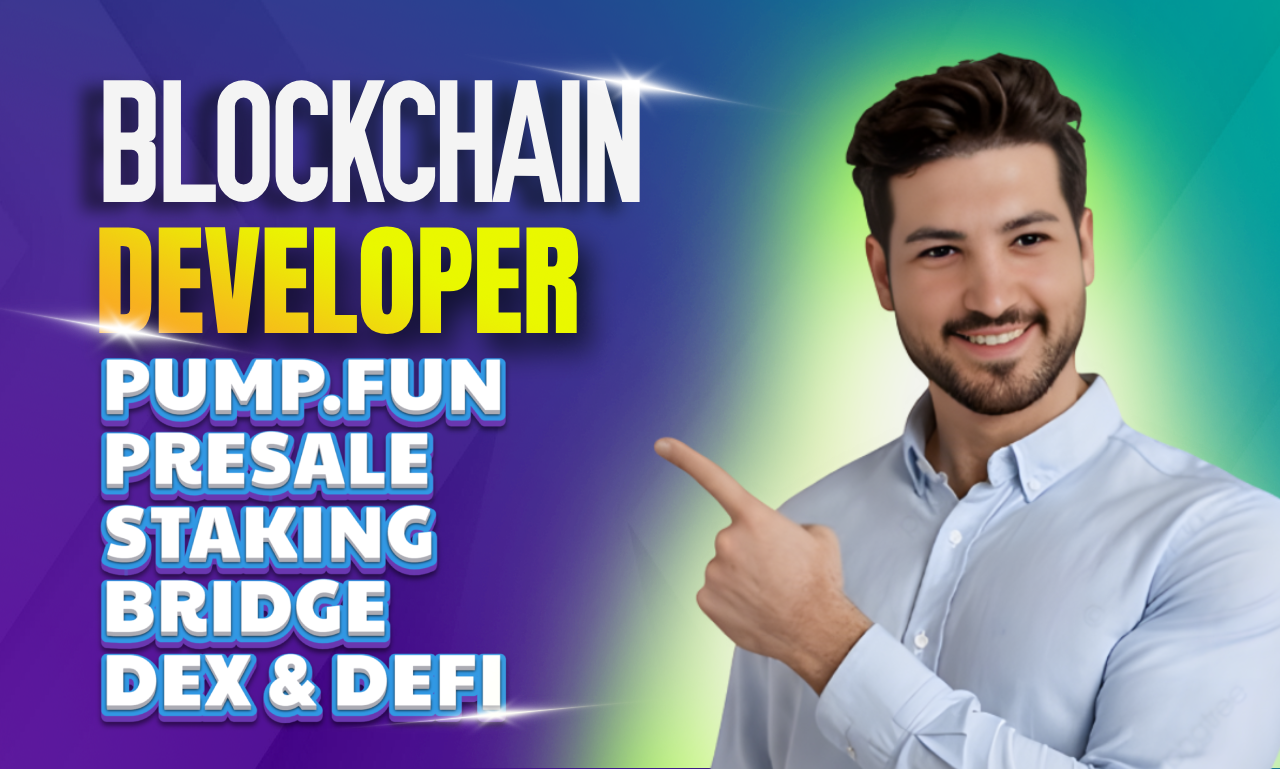 BLOCKCHAIN
DEVELOPER
PUMP.FUN
PRESALE
STAKING
BRIDGE
DEX & DEFI